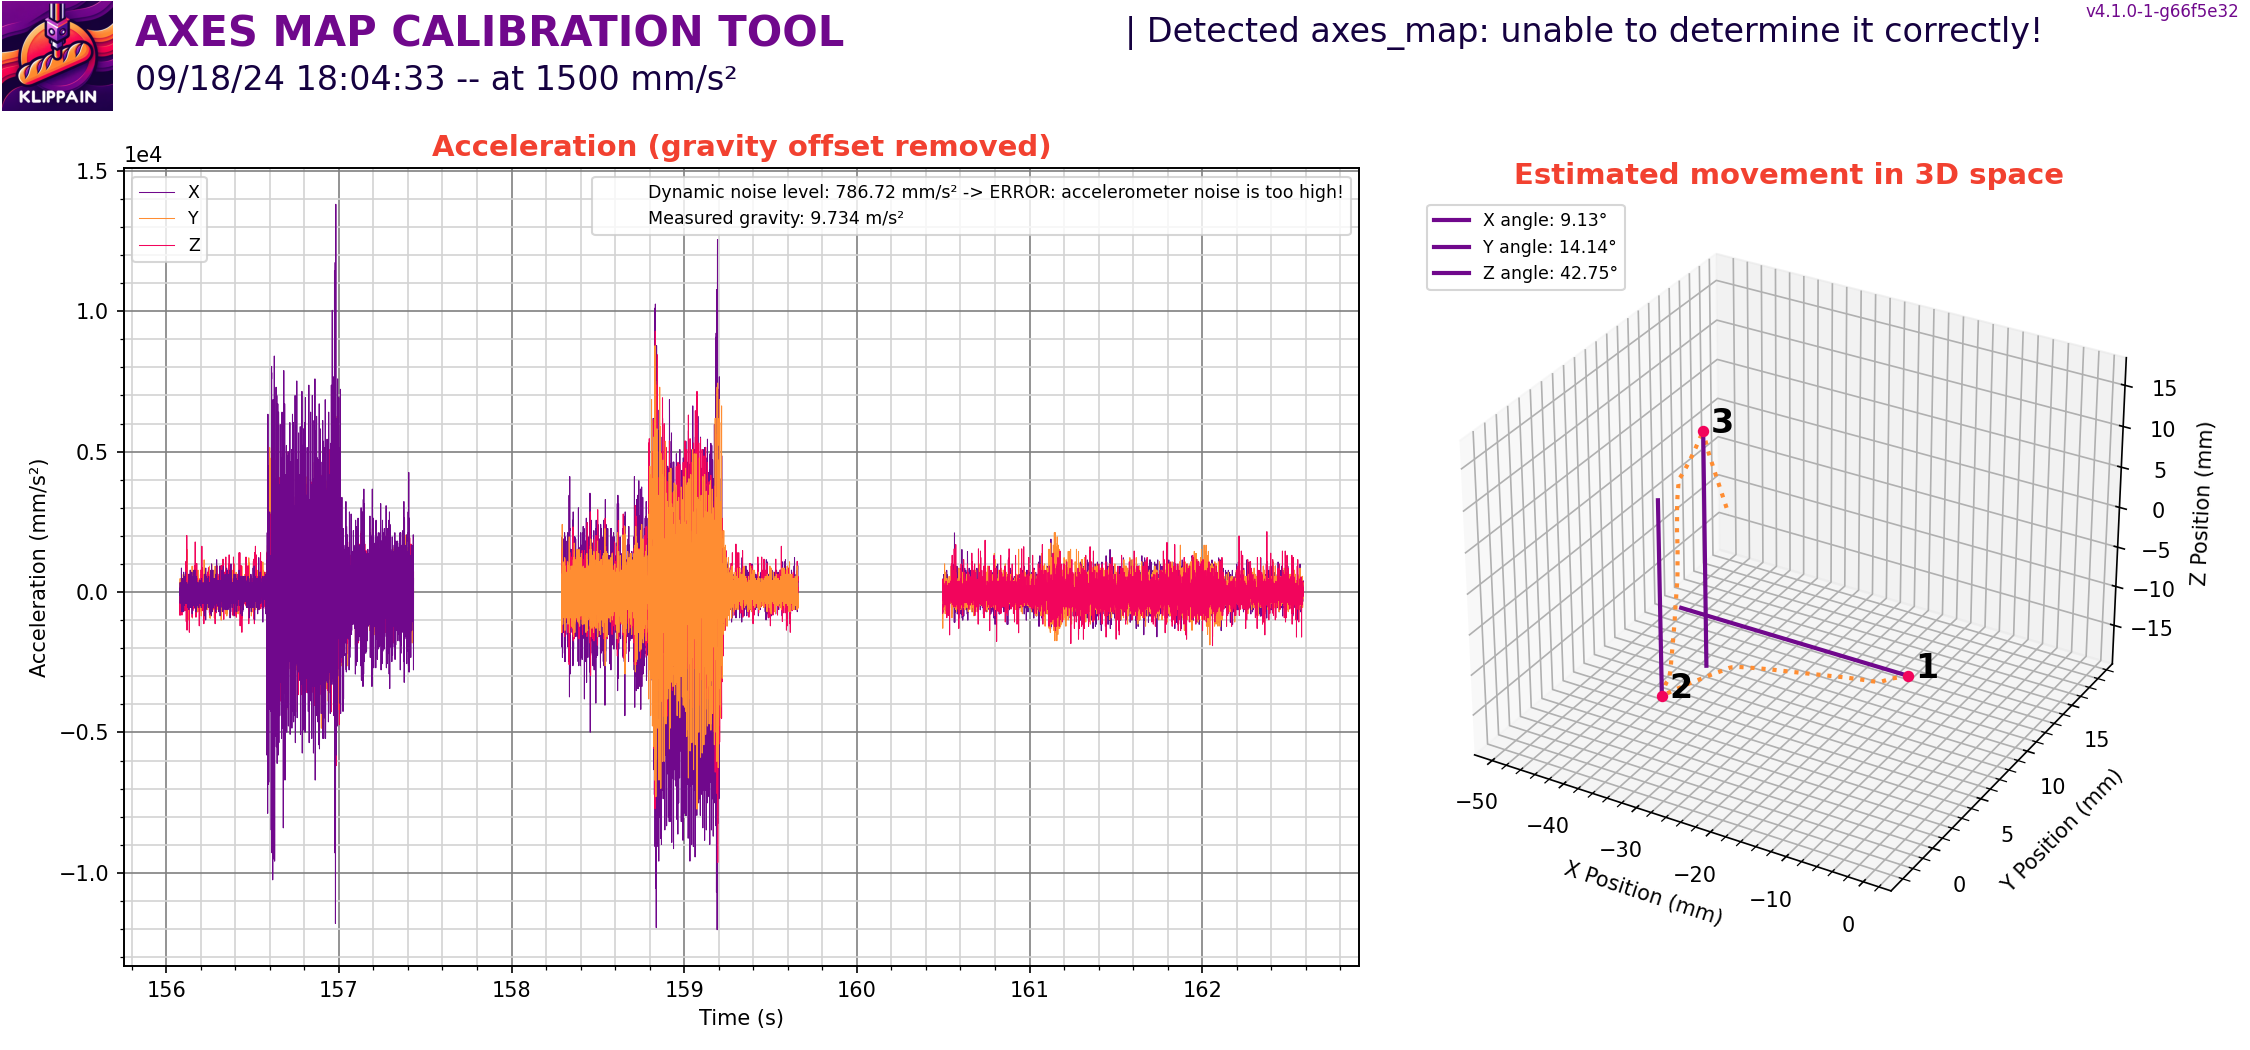 AXES MAP CALIBRATION TOOL
| Detected axes_map: unable to determine it correctly!
v4.1.0-1-g66f5e32
09/18/24 18:04:33 -- at 1500 mm/s²
KLIPPAIN
Acceleration (gravity offset removed)
1e4
X
Y
Z
Dynamic noise level: 786.72 mm/s² -> ERROR: accelerometer noise is too high!
Measured gravity: 9.734 m/s²
1.5
1.0
0.5
0.0
−0.5
−1.0
Acceleration (mm/s²)
156 157 158 159 160 161 162
Time (s)
Estimated movement in 3D space
X angle: 9.13°
Y angle: 14.14°
Z angle: 42.75°
3
1
2
15
10
5
0
−5
−10
−15
Z Position (mm)
15
10
5
0
Y Position (mm)
−50
−40
−30
−20
−10
0
X Position (mm)